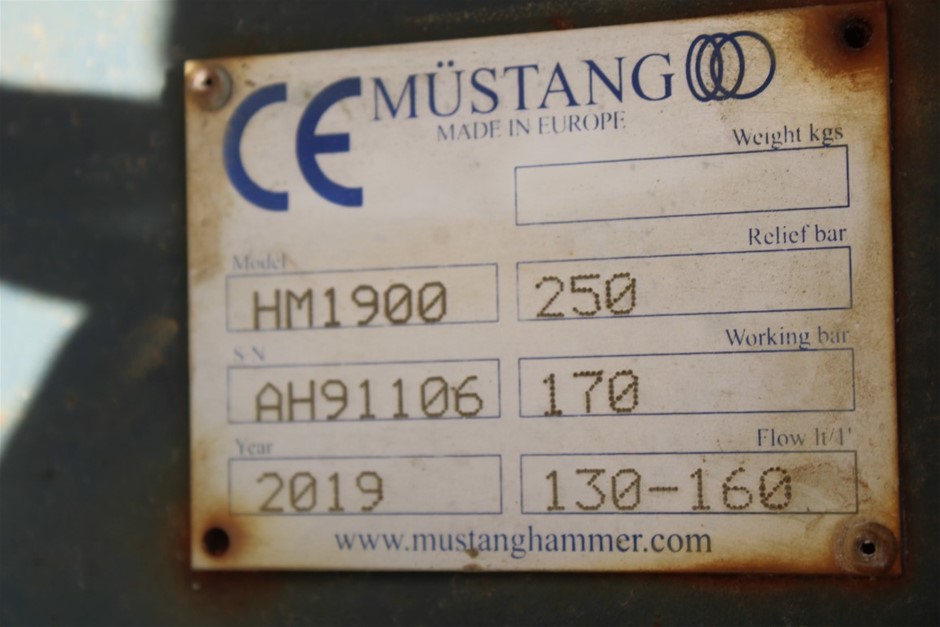 CE MÜSTANG
MADE IN EUROPE
Weight kgs
Relief bar
Model
HM1900
250
Working bar
S/N
AH91106
170
Flow lt/1'
Year
2019
130-160
www.mustanghammer.com